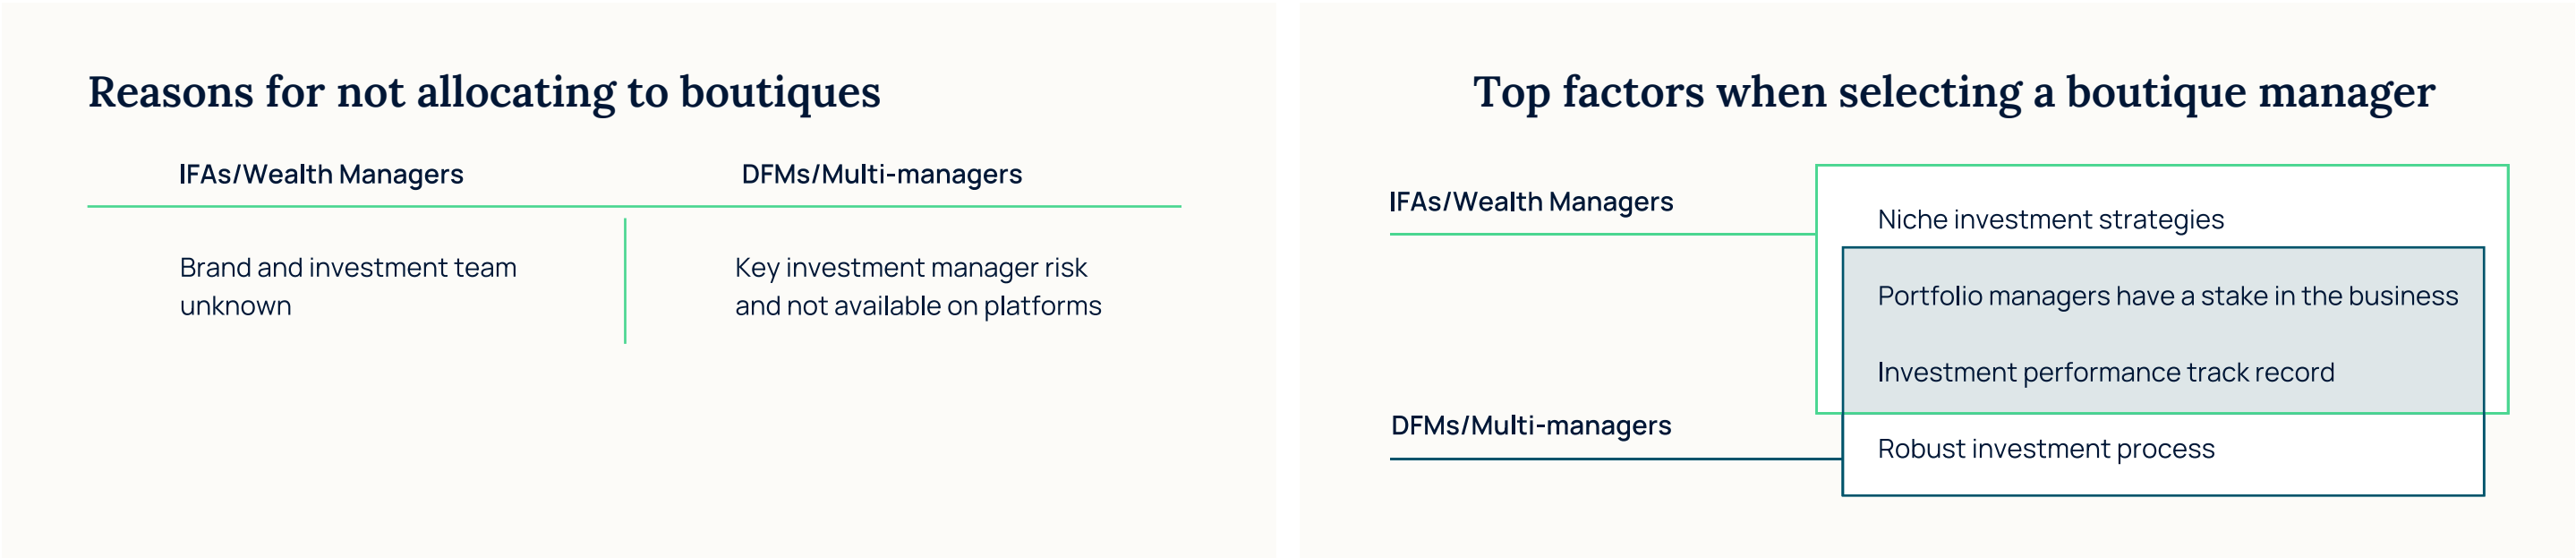 Reasons for not allocating to boutiques
IFAs/Wealth Managers
DFMs/Multi-managers
Brand and investment team
unknown
Key investment manager risk
and not available on platforms
Top factors when selecting a boutique manager
IFAs/Wealth Managers
Niche investment strategies
Portfolio managers have a stake in the business
Investment performance track record
DFMs/Multi-managers
Robust investment process